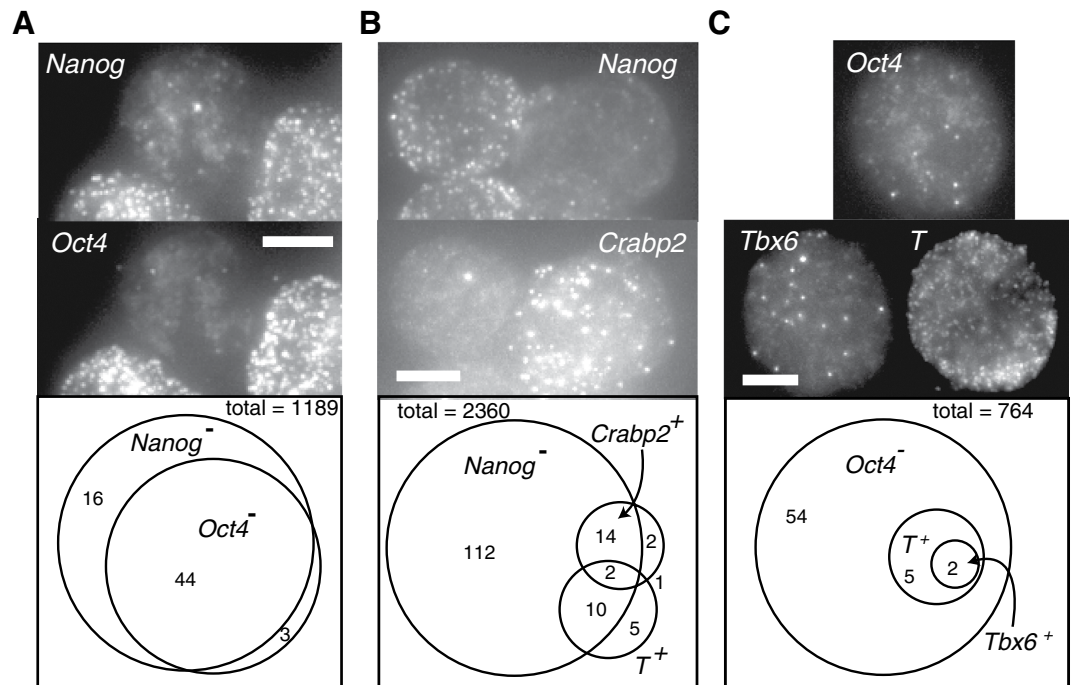 A
Nanog
Oct4
total = 1189
Nanog-
16
Oct4-
44
3
B
Nanog
Crabp2
total = 2360
Crabp2+
Nanog-
112
14
2
2
1
10
5
T+
C
Oct4
Tbx6
T
total = 764
Oct4-
54
T+
5
2
Tbx6+